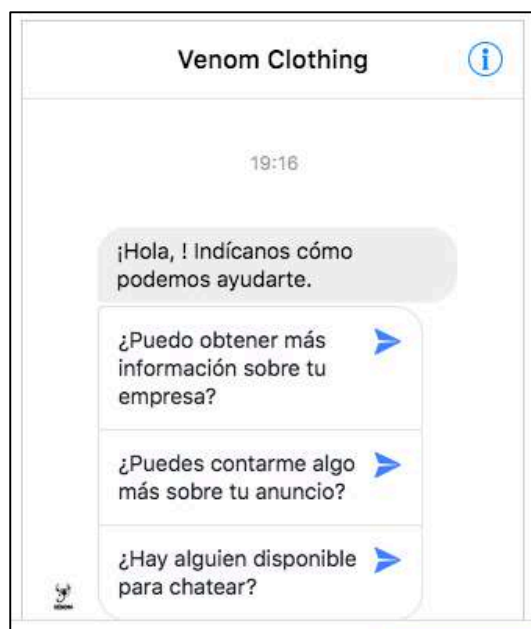 Venom Clothing
19:16
¡Hola, ! Indícanos cómo
podemos ayudarte.
¿Puedo obtener más
información sobre tu
empresa?
¿Puedes contarme algo
más sobre tu anuncio?
¿Hay alguien disponible
para chatear?